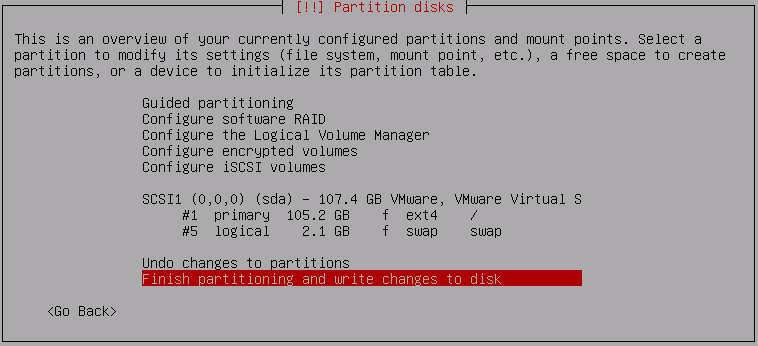 [!!] Partition disks
This is an overview of your currently configured partitions and mount points. Select a
partition to modify its settings (file system, mount point, etc.), a free space to create
partitions, or a device to initialize its partition table.
Guided partitioning
Configure software RAID
Configure the Logical Volume Manager
Configure encrypted volumes
Configure iSCSI volumes
SCSI1 (0,0,0) (sda) - 107.4 GB VMware, VMware Virtual S
#1 primary 105.2 GB f ext4 /
#5 logical 2.1 GB f swap swap
Undo changes to partitions
Finish partitioning and write changes to disk
<Go Back>